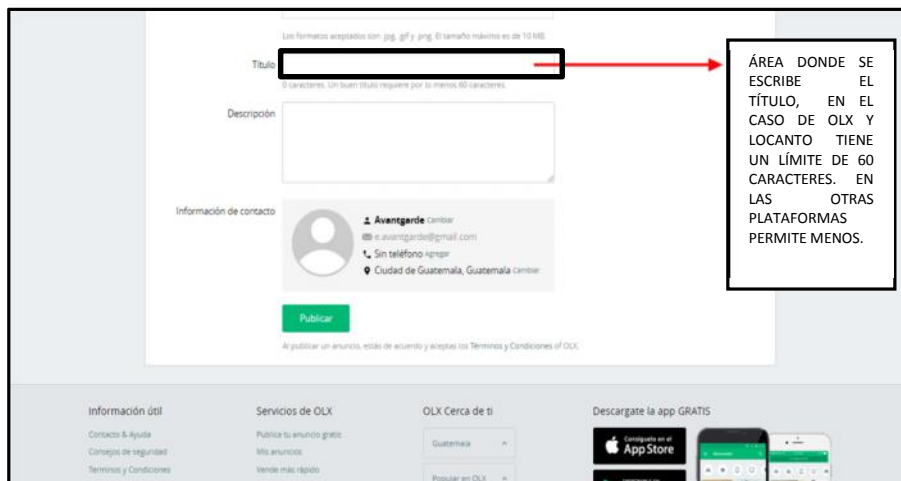 Los formatos aceptados son .jpg, .gif y .png. El tamaño máximo es de 10 MB.
Título
0 caracteres. Un buen título requiere por lo menos 60 caracteres.
Descripción
Información de contacto
Avantgarde Cambiar
e.avantgarde@gmail.com
Sin teléfono Agregar
Ciudad de Guatemala, Guatemala Cambiar
Publicar
Al publicar un anuncio, estás de acuerdo y aceptas los Términos y Condiciones of OLX.
ÁREA DONDE SE
ESCRIBE EL
TÍTULO, EN EL
CASO DE OLX Y
LOCANTO TIENE
UN LÍMITE DE 60
CARACTERES. EN
LAS OTRAS
PLATAFORMAS
PERMITE MENOS.
Información útil
Contacto & Ayuda
Consejos de seguridad
Terminos y Condiciones
Servicios de OLX
Publica tu anuncio gratis
Mis anuncios
Vende más rápido
OLX Cerca de ti
Guatemala
Popular en OLX
Descargate la app GRATIS
Consíguelo en el
App Store